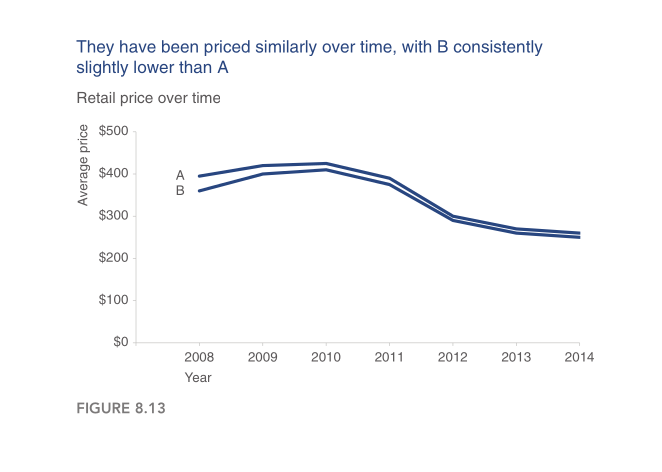 They have been priced similarly over time, with B consistently
slightly lower than A
Retail price over time
Average price
$500
$400
$300
$200
$100
$0
A
B
2008 2009 2010 2011 2012 2013 2014
Year
FIGURE 8.13